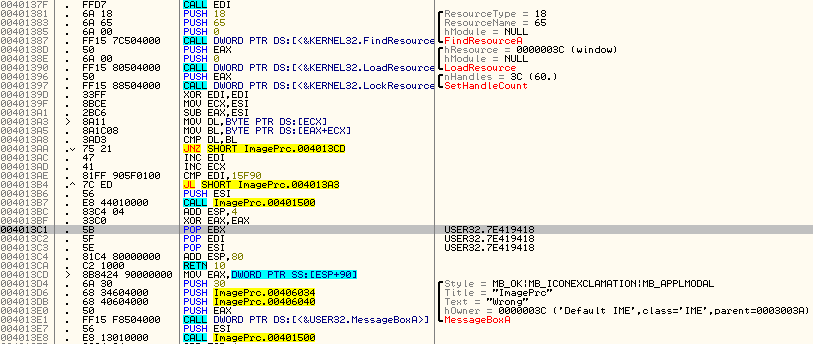 0040137F . FFD7 CALL EDI
00401381 . 6A 18 PUSH 18 ResourceType = 18
00401383 . 6A 65 PUSH 65 ResourceName = 65
00401385 . 6A 00 PUSH 0 hModule = NULL
00401387 . FF15 7C504000 CALL DWORD PTR DS:[<&KERNEL32.FindResource FindResourceA
0040138D . 50 PUSH EAX hResource = 0000003C (window)
0040138E . 6A 00 PUSH 0 hModule = NULL
00401390 . FF15 80504000 CALL DWORD PTR DS:[<&KERNEL32.LoadResource LoadResource
00401396 . 50 PUSH EAX nHandles = 3C (60.)
00401397 . FF15 88504000 CALL DWORD PTR DS:[<&KERNEL32.LockResource SetHandleCount
0040139D . 33FF XOR EDI,EDI
0040139F . 8BCE MOV ECX,ESI
004013A1 . 2BC6 SUB EAX,ESI
004013A3 > 8A11 MOV DL,BYTE PTR DS:[ECX]
004013A5 . 8A1C08 MOV BL,BYTE PTR DS:[EAX+ECX]
004013A8 . 3AD3 CMP DL,BL
004013AA .v 75 21 JNZ SHORT ImagePrc.004013CD
004013AC . 47 INC EDI
004013AD . 41 INC ECX
004013AE . 81FF 905F0100 CMP EDI,15F90
004013B4 .^ 7C ED JL SHORT ImagePrc.004013A3
004013B6 . 56 PUSH ESI
004013B7 . E8 44010000 CALL ImagePrc.00401500
004013BC . 83C4 04 ADD ESP,4
004013BF . 33C0 XOR EAX,EAX
004013C1 . 5B POP EBX USER32.7E419418
004013C2 . 5F POP EDI USER32.7E419418
004013C3 . 5E POP ESI USER32.7E419418
004013C4 . 81C4 80000000 ADD ESP,80
004013CA . C2 1000 RETN 10
004013CD > 8B8424 90000000 MOV EAX,DWORD PTR SS:[ESP+90]
004013D4 . 6A 30 PUSH 30 Style = MB_OK|MB_ICONEXCLAMATION|MB_APPLMODAL
004013D6 . 68 34604000 PUSH ImagePrc.00406034 Title = "ImagePrc"
004013DB . 68 40604000 PUSH ImagePrc.00406040 Text = "Wrong"
004013E0 . 50 PUSH EAX hOwner = 0000003C ('Default IME',class='IME',parent=0003003A)
004013E1 . FF15 F8504000 CALL DWORD PTR DS:[<&USER32.MessageBoxA>] MessageBoxA
004013E7 . 56 PUSH ESI
004013E8 . E8 13010000 CALL ImagePrc.00401500